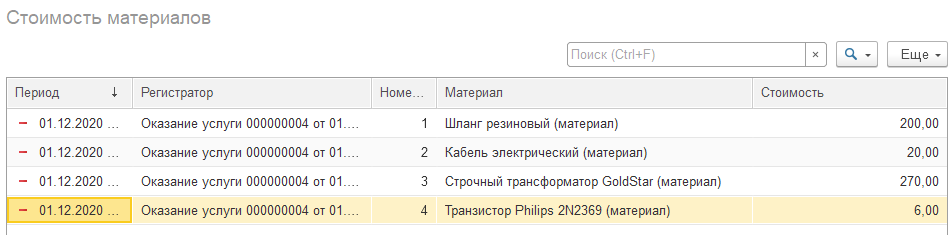 Стоимость материалов
Поиск (Ctrl+F) × Еще
Период ↓ Регистратор Номе... Материал Стоимость
01.12.2020 ... Оказание услуги 000000004 от 01.... 1 Шланг резиновый (материал) 200,00
01.12.2020 ... Оказание услуги 000000004 от 01.... 2 Кабель электрический (материал) 20,00
01.12.2020 ... Оказание услуги 000000004 от 01.... 3 Строчный трансформатор GoldStar (материал) 270,00
01.12.2020 ... Оказание услуги 000000004 от 01.... 4 Транзистор Philips 2N2369 (материал) 6,00